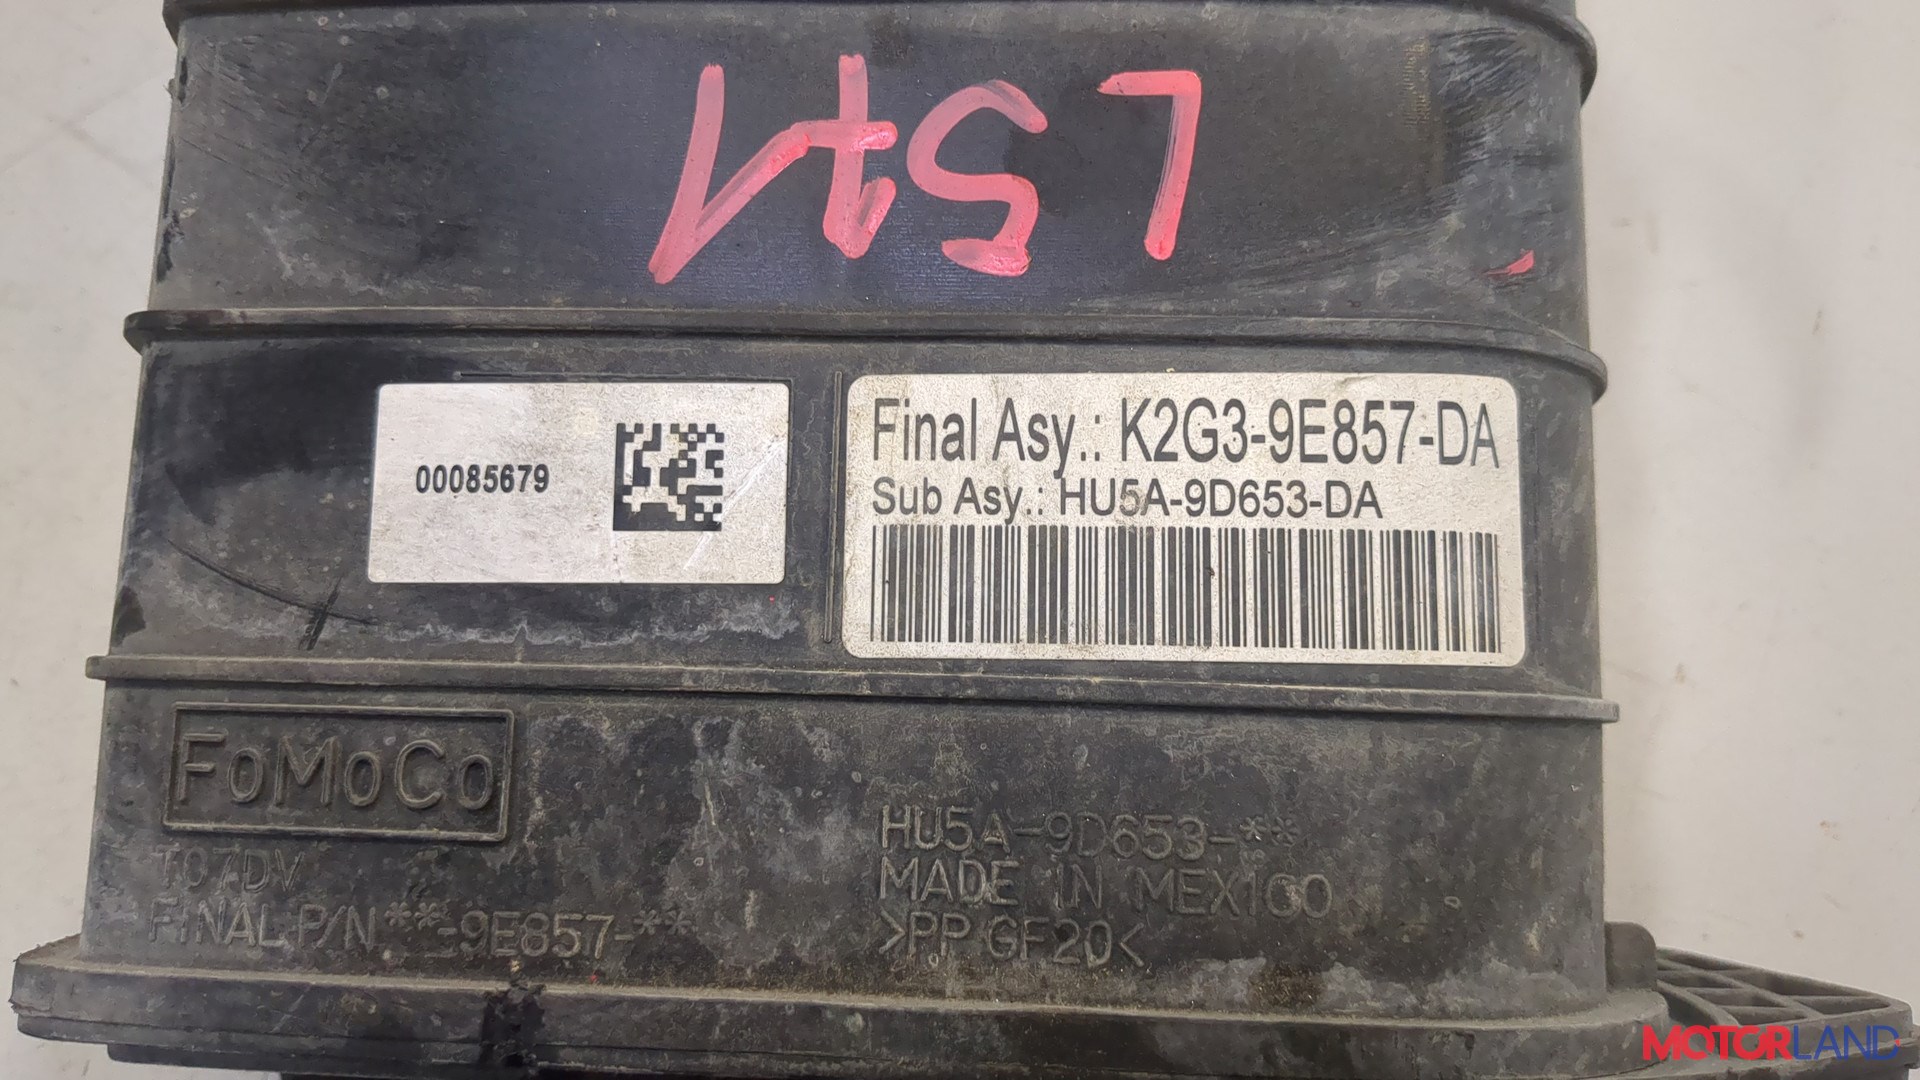 00085679
Final Asy.: K2G3-9E857-DA
Sub Asy.: HU5A-9D653-DA
FoMoCo
T07DV
FINAL P/N **-9E857-**
HU5A-9D653-**
MADE IN MEXICO
>PP GF20<
MOTORLAND